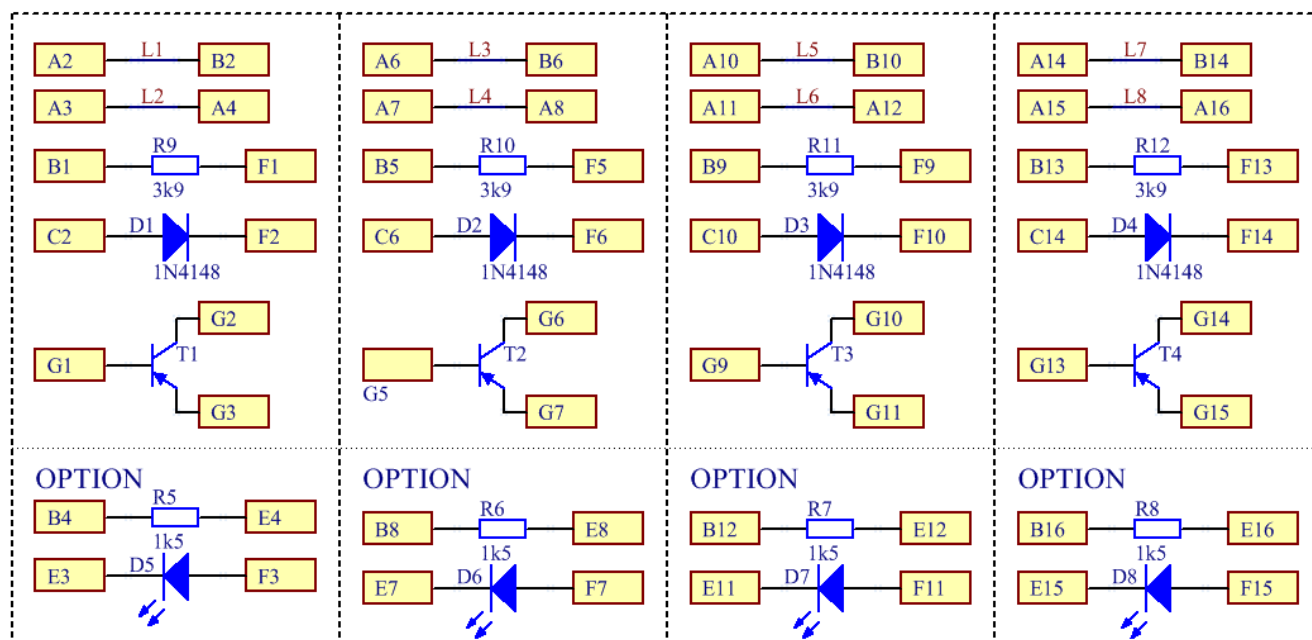 L1 L3 L5 L7
A2 B2 A6 B6 A10 B10 A14 B14
L2 L4 L6 L8
A3 A4 A7 A8 A11 A12 A15 A16
R9 R10 R11 R12
B1 F1 B5 F5 B9 F9 B13 F13
3k9 3k9 3k9 3k9
C2 D1 F2 C6 D2 F6 C10 D3 F10 C14 D4 F14
1N4148 1N4148 1N4148 1N4148
G2 G6 G10 G14
T1 T2 T3 T4
G1 G9 G13
G5
G3 G7 G11 G15
OPTION OPTION OPTION OPTION
R5 R6 R7 R8
B4 E4 B8 E8 B12 E12 B16 E16
1k5 1k5 1k5 1k5
E3 D5 F3 E7 D6 F7 E11 D7 F11 E15 D8 F15